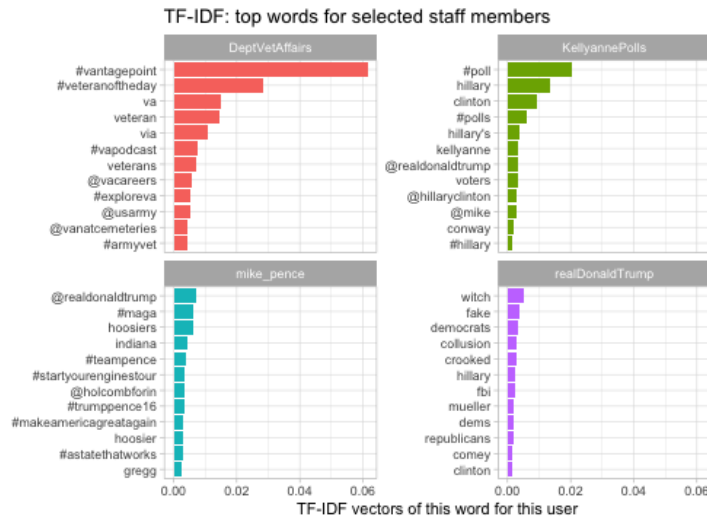 TF-IDF: top words for selected staff members
DeptVetAffairs
#vantagepoint
#veteranoftheday
va
veteran
via
#vapodcast
veterans
@vacareers
#exploreva
@usarmy
@vanatcemeteries
#armyvet
KellyannePolls
#poll
hillary
clinton
#polls
hillary's
kellyanne
@realdonaldtrump
voters
@hillaryclinton
@mike
conway
#hillary
mike_pence
@realdonaldtrump
#maga
hoosiers
indiana
#teampence
#startyourenginestour
@holcombforin
#trumppence16
#makeamericagreatagain
hoosier
#astatethatworks
gregg
realDonaldTrump
witch
fake
democrats
collusion
crooked
hillary
fbi
mueller
dems
republicans
comey
clinton
0.00 0.02 0.04 0.06 0.00 0.02 0.04 0.06
TF-IDF vectors of this word for this user